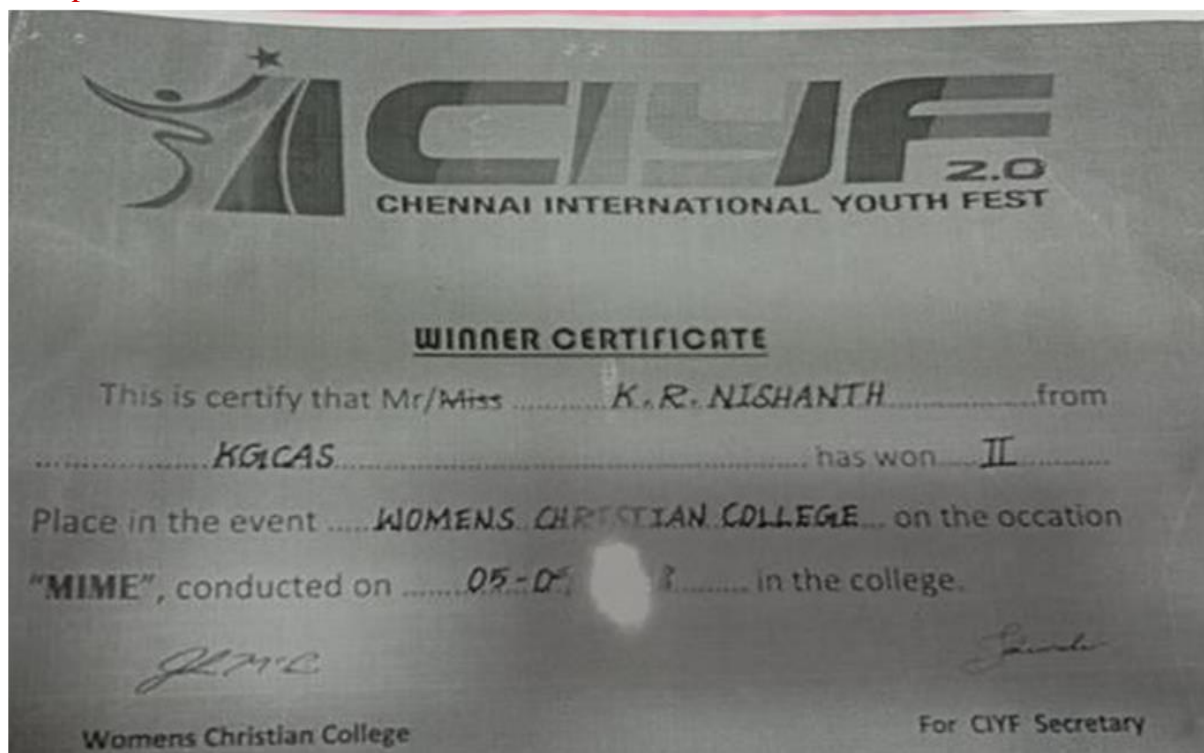 CIYF
2.0
CHENNAI INTERNATIONAL YOUTH FEST
WINNER CERTIFICATE
This is certify that Mr/Miss ............ K.R. NISHANTH ............ from
............ KGCAS ............ has won .... II ............
Place in the event ..... WOMENS CHRISTIAN COLLEGE ... on the occation
"MIME", conducted on ........ 05-0 ........ in the college.
Womens Christian College
For CIYF Secretary